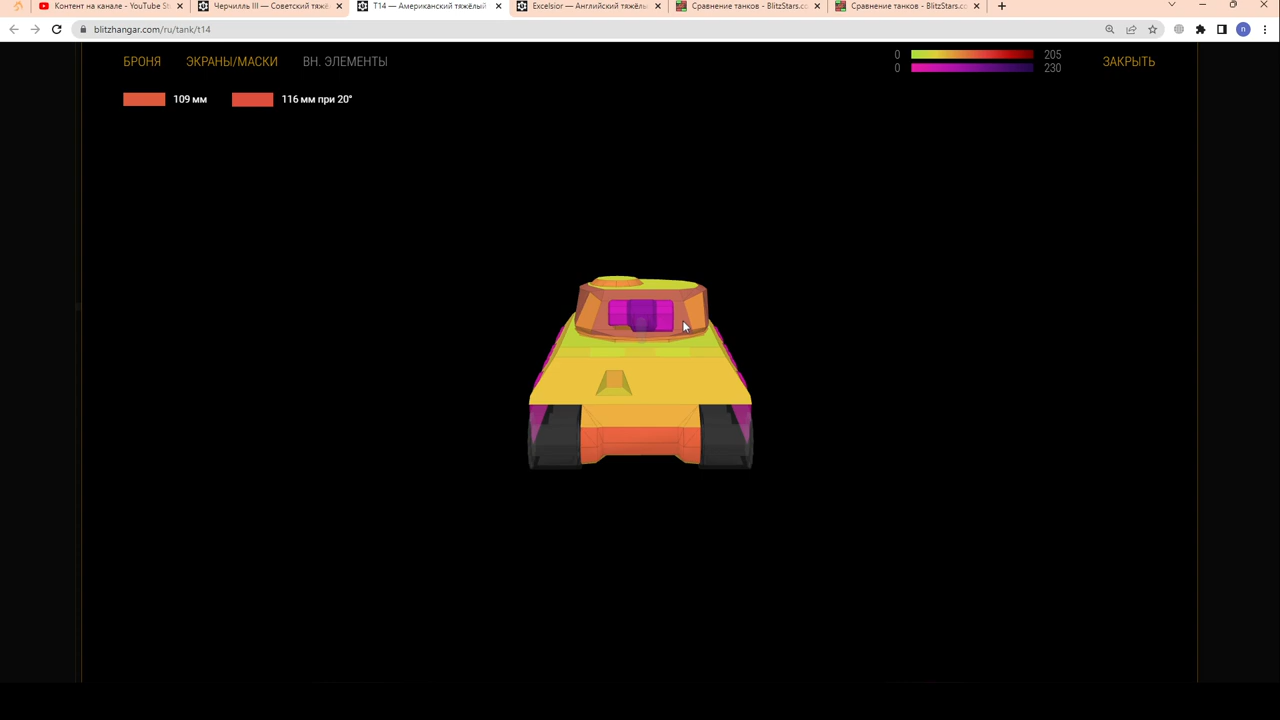 Контент на канале - YouTube St
Черчилль III — Советский тяжё
T14 — Американский тяжёлый
Excelsior — Английский тяжёлы
Сравнение танков - BlitzStars.co
Сравнение танков - BlitzStars.co
blitzhangar.com/ru/tank/t14
n
БРОНЯ ЭКРАНЫ/МАСКИ ВН. ЭЛЕМЕНТЫ
0 205
0 230
ЗАКРЫТЬ
109 мм 116 мм при 20°